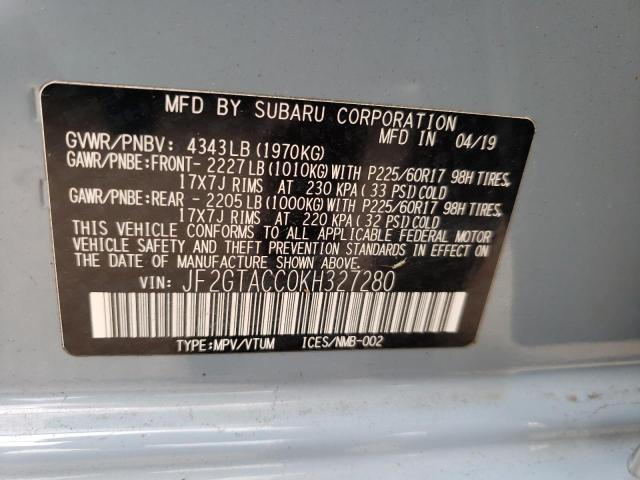 MFD BY SUBARU CORPORATION
MFD IN 04/19
GVWR/PNBV: 4343LB (1970KG)
GAWR/PNBE:FRONT- 2227LB (1010KG) WITH P225/60R17 98H TIRES,
17X7J RIMS AT 230 KPA (33 PSI) COLD
GAWR/PNBE:REAR - 2205LB (1000KG) WITH P225/60R17 98H TIRES,
17X7J RIMS AT 220 KPA (32 PSI) COLD
THIS VEHICLE CONFORMS TO ALL APPLICABLE FEDERAL MOTOR
VEHICLE SAFETY AND THEFT PREVENTION STANDARDS IN EFFECT ON
THE DATE OF MANUFACTURE SHOWN ABOVE.
VIN: JF2GTACC0KH327280
TYPE:MPV/VTUM ICES/NMB-002